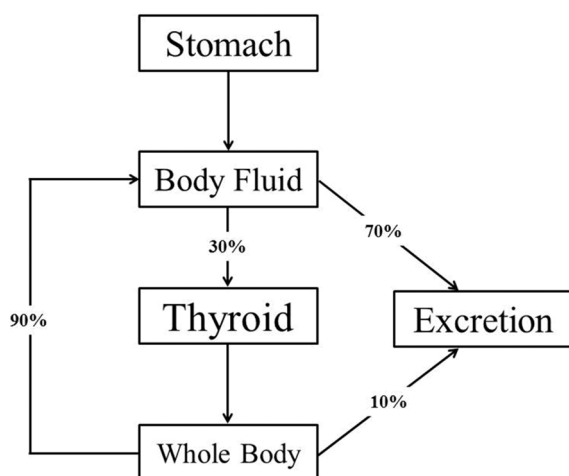 Stomach
Body Fluid
70%
30%
Thyroid
Excretion
90%
10%
Whole Body